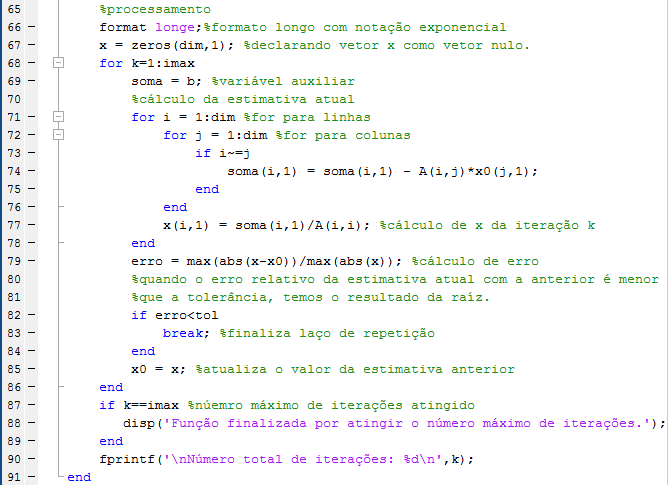 65 %processamento
66 – format longe;%formato longo com notação exponencial
67 – x = zeros(dim,1); %declarando vetor x como vetor nulo.
68 – for k=1:imax
69 – soma = b; %variável auxiliar
70 %cálculo da estimativa atual
71 – for i = 1:dim %for para linhas
72 – for j = 1:dim %for para colunas
73 – if i~=j
74 – soma(i,1) = soma(i,1) - A(i,j)*x0(j,1);
75 – end
76 – end
77 – x(i,1) = soma(i,1)/A(i,i); %cálculo de x da iteração k
78 – end
79 – erro = max(abs(x-x0))/max(abs(x)); %cálculo de erro
80 %quando o erro relativo da estimativa atual com a anterior é menor
81 %que a tolerância, temos o resultado da raíz.
82 – if erro<tol
83 – break; %finaliza laço de repetição
84 – end
85 – x0 = x; %atualiza o valor da estimativa anterior
86 – end
87 – if k==imax %núemro máximo de iterações atingido
88 – disp('Função finalizada por atingir o número máximo de iterações.');
89 – end
90 – fprintf('\nNúmero total de iterações: %d\n',k);
91 – end